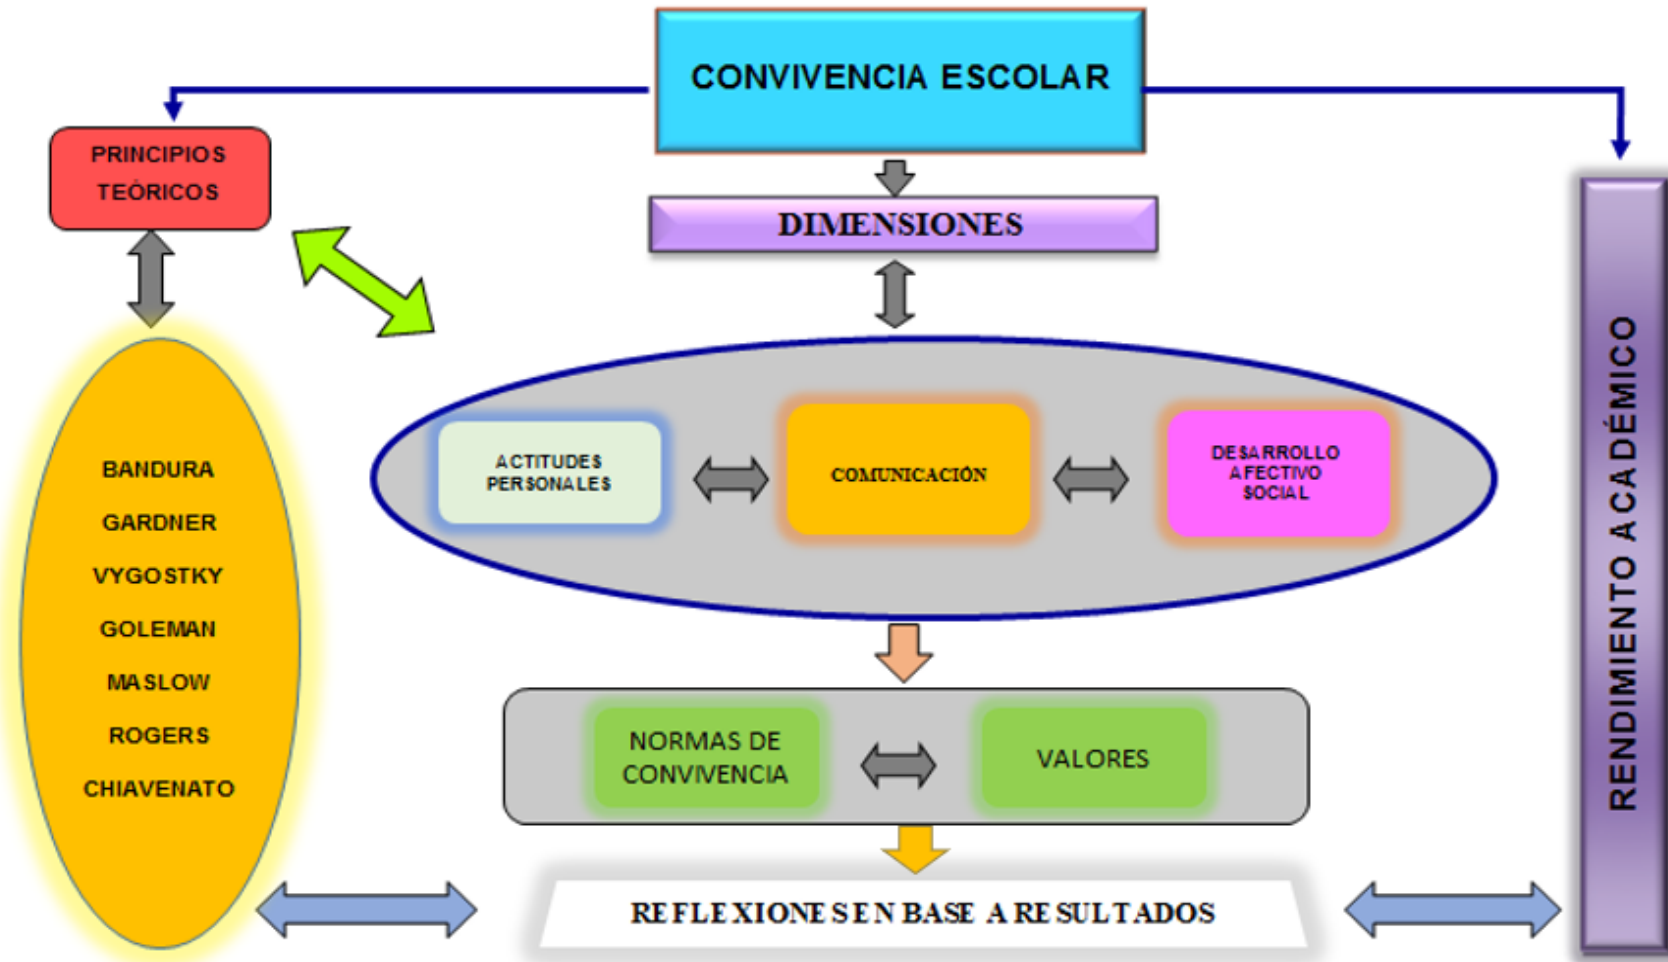 CONVIVENCIA ESCOLAR
PRINCIPIOS
TEÓRICOS
DIMENSIONES
BANDURA
GARDNER
VYGOSTKY
GOLEMAN
MASLOW
ROGERS
CHIAVENATO
ACTITUDES
PERSONALES
COMUNICACIÓN
DESARROLLO
AFECTIVO
SOCIAL
NORMAS DE
CONVIVENCIA
VALORES
REFLEXIONES EN BASE A RESULTADOS
RENDIMIENTO ACADÉMICO